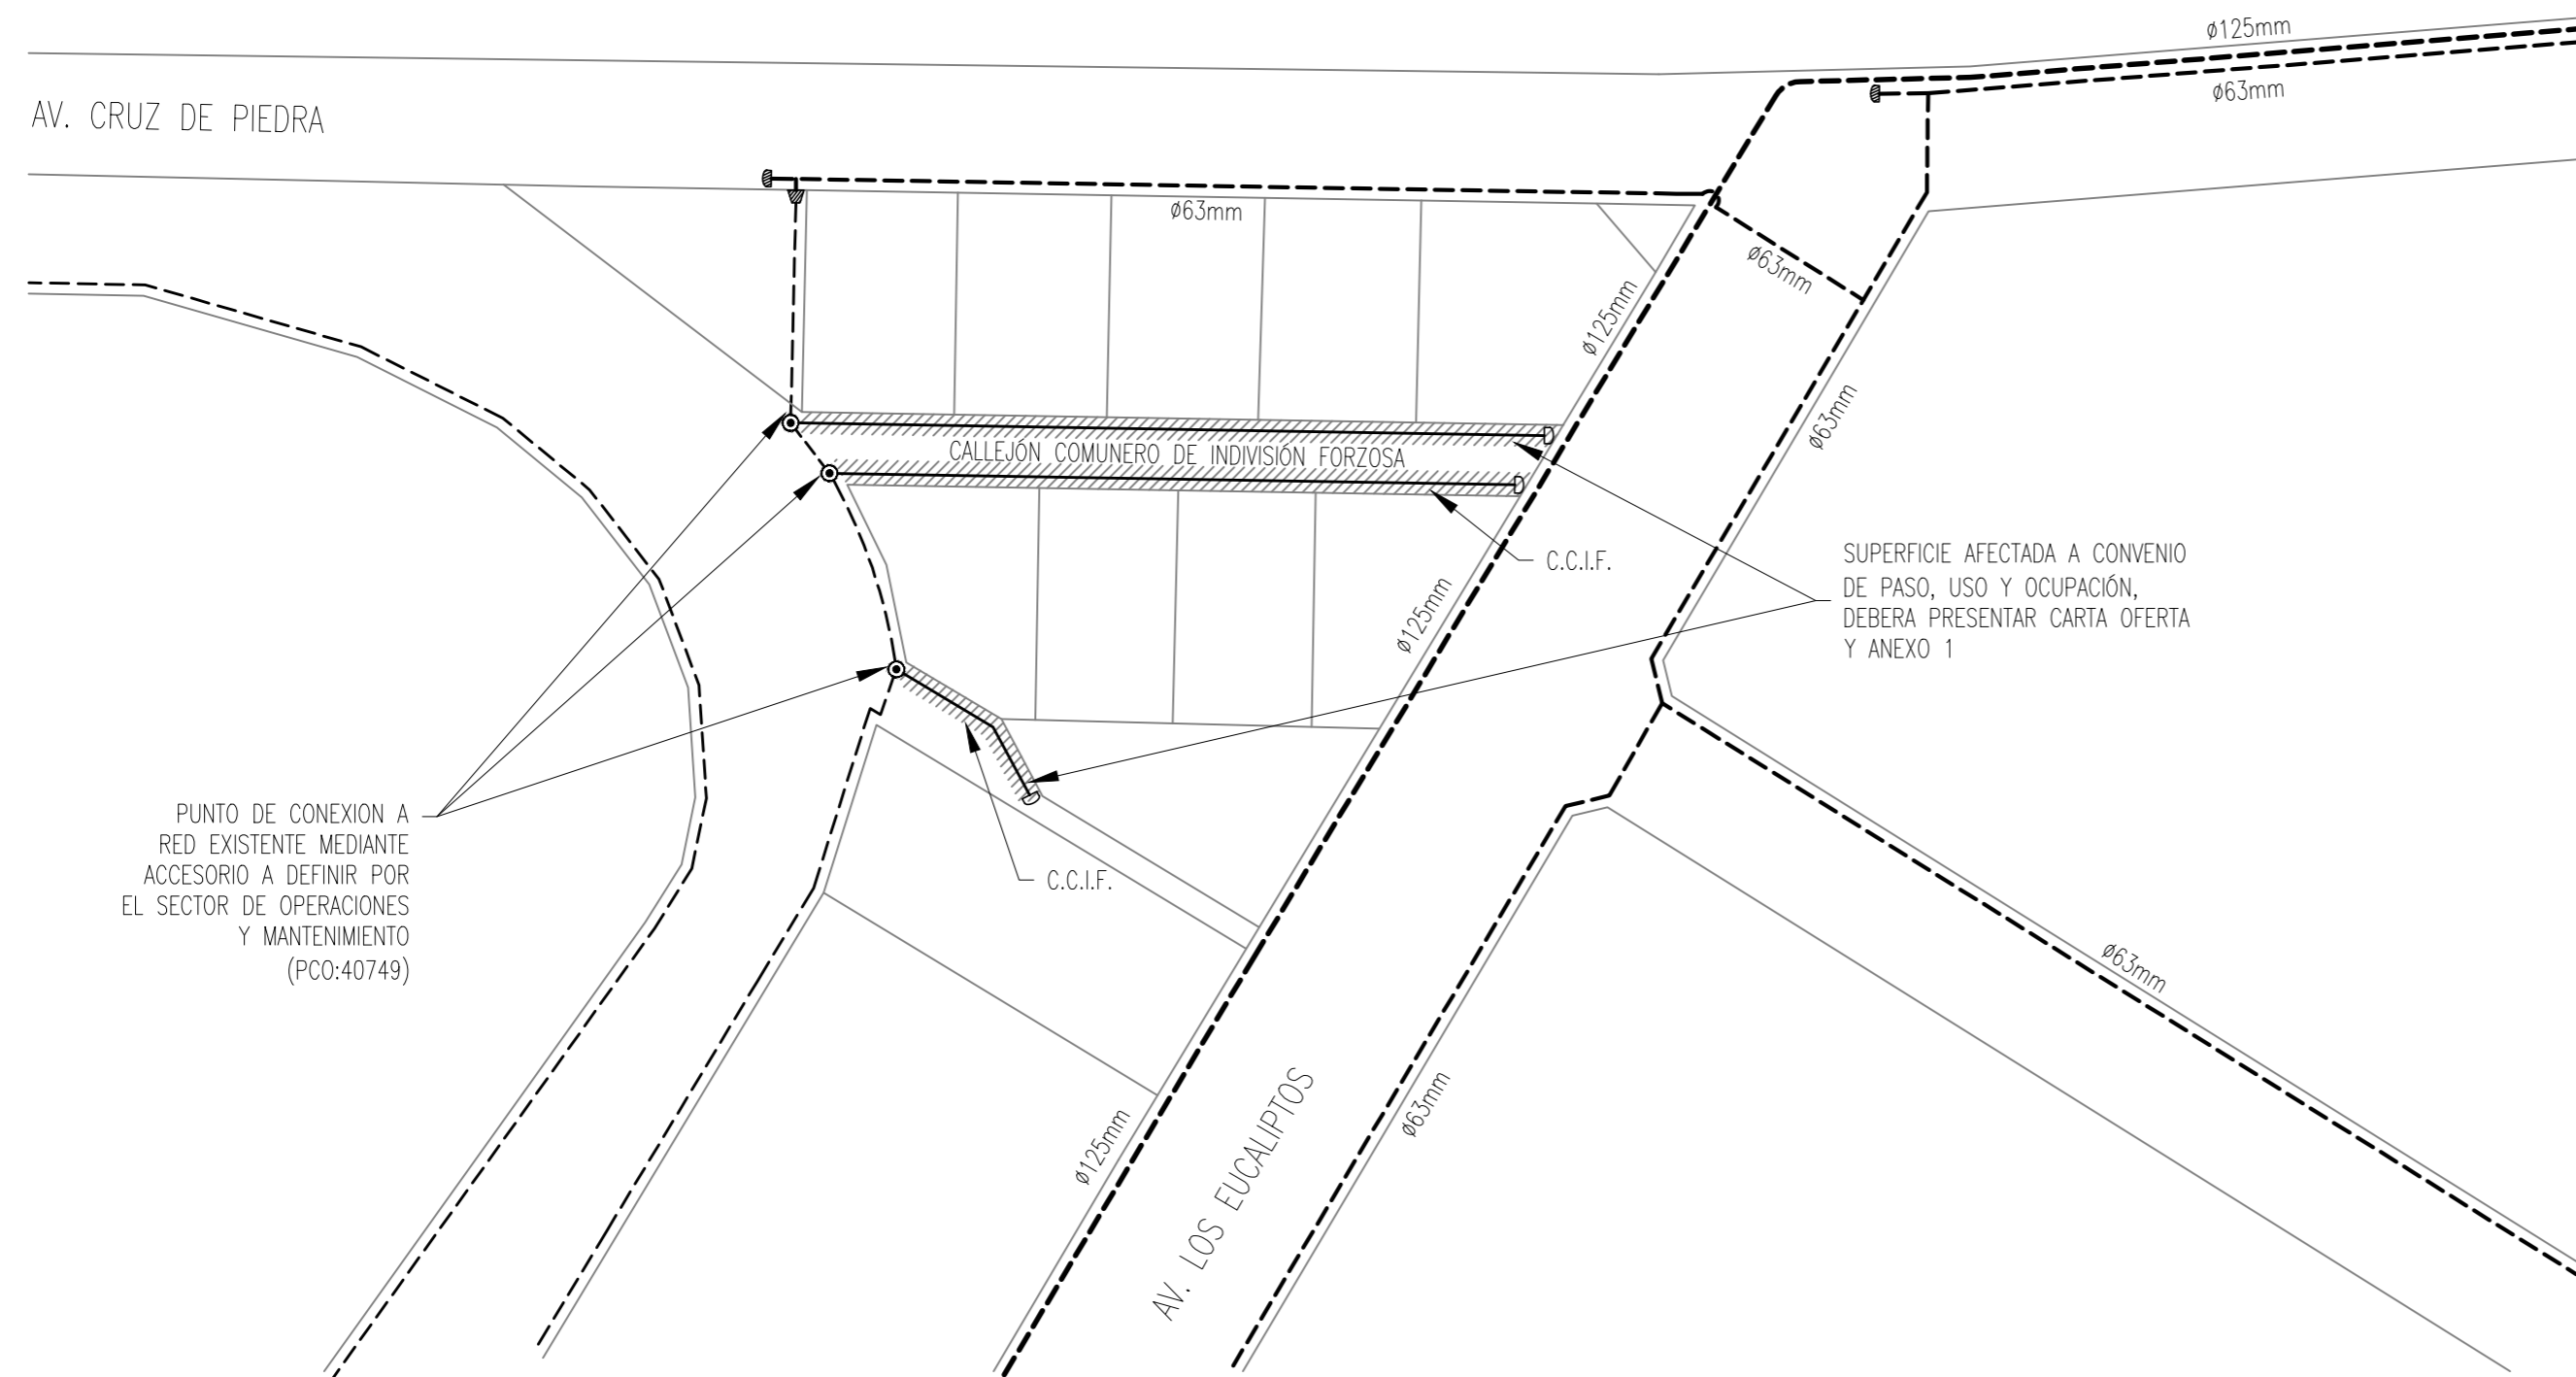 ø125mm
ø63mm
AV. CRUZ DE PIEDRA
ø63mm
ø63mm
ø125mm
ø63mm
CALLEJÓN COMUNERO DE INDIVISIÓN FORZOSA
C.C.I.F.
SUPERFICIE AFECTADA A CONVENIO
DE PASO, USO Y OCUPACIÓN,
DEBERA PRESENTAR CARTA OFERTA
Y ANEXO 1
ø125mm
PUNTO DE CONEXION A
RED EXISTENTE MEDIANTE
ACCESORIO A DEFINIR POR
EL SECTOR DE OPERACIONES
Y MANTENIMIENTO
(PCO:40749)
C.C.I.F.
ø63mm
ø125mm
AV. LOS EUCALIPTOS
ø63mm